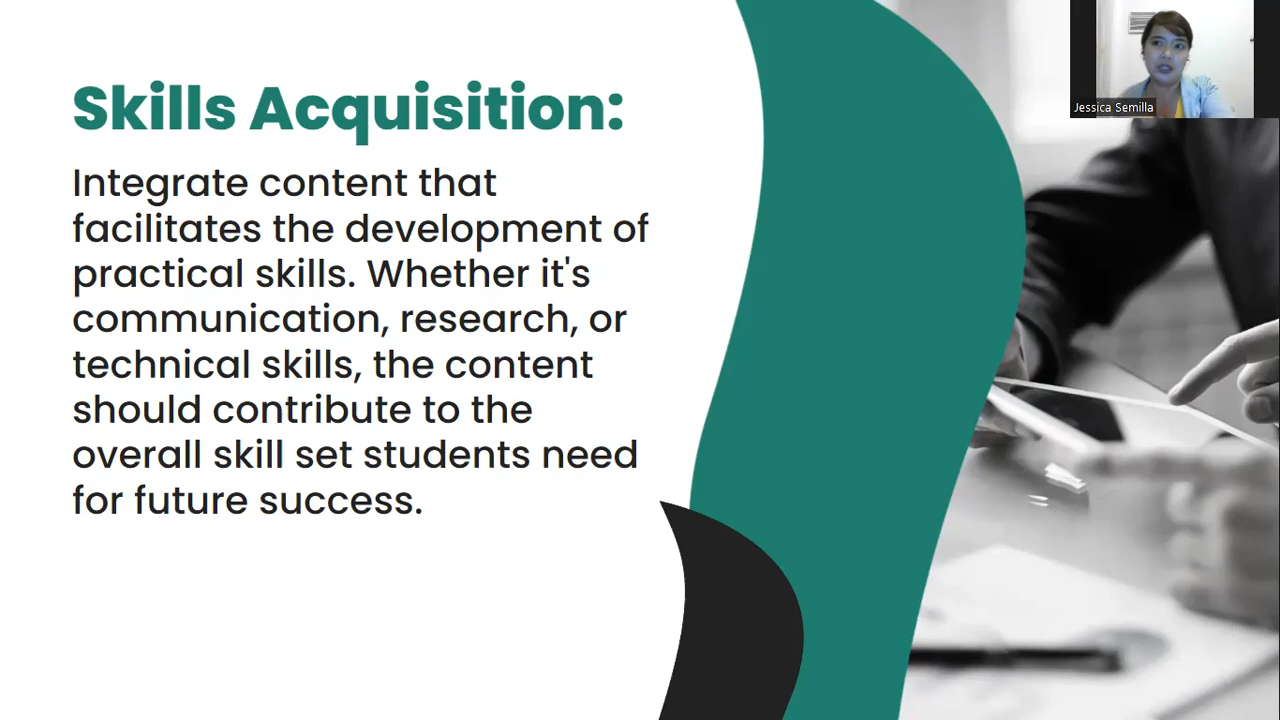 Skills Acquisition:
Integrate content that
facilitates the development of
practical skills. Whether it's
communication, research, or
technical skills, the content
should contribute to the
overall skill set students need
for future success.
Jessica Semilla